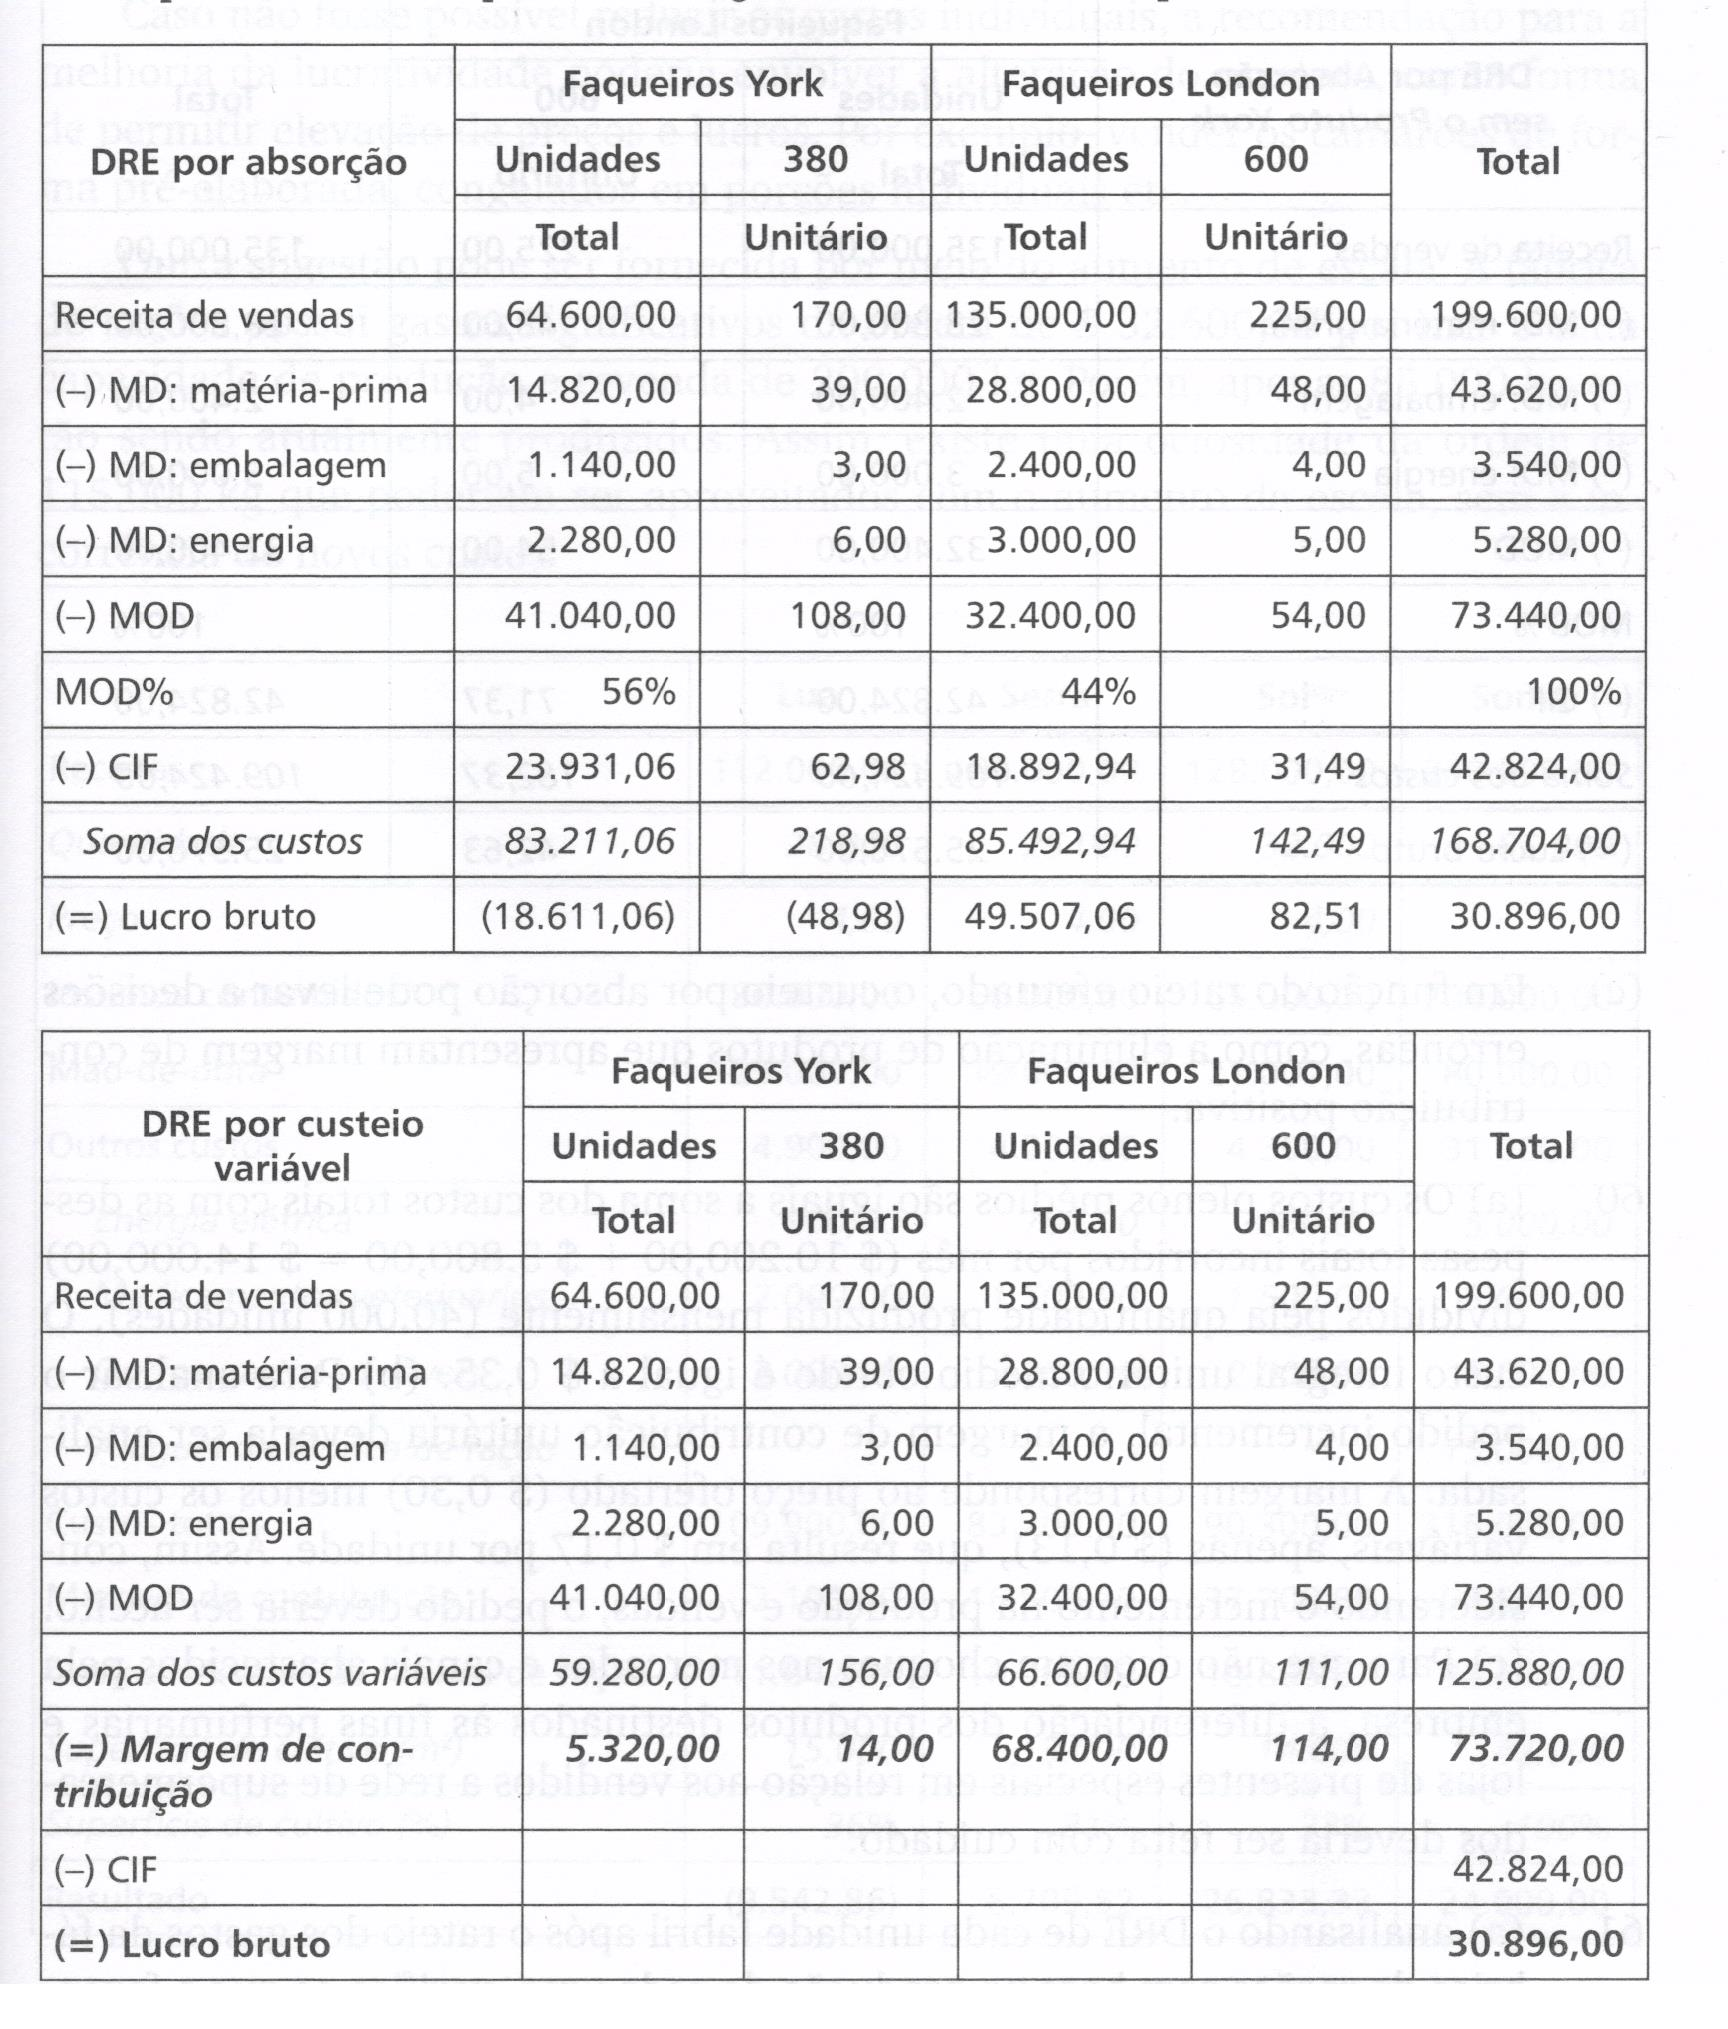 Faqueiros York Faqueiros London
DRE por absorção Unidades 380 Unidades 600 Total
Total Unitário Total Unitário
Receita de vendas 64.600,00 170,00 135.000,00 225,00 199.600,00
(–) MD: matéria-prima 14.820,00 39,00 28.800,00 48,00 43.620,00
(–) MD: embalagem 1.140,00 3,00 2.400,00 4,00 3.540,00
(–) MD: energia 2.280,00 6,00 3.000,00 5,00 5.280,00
(–) MOD 41.040,00 108,00 32.400,00 54,00 73.440,00
MOD% 56% 44% 100%
(–) CIF 23.931,06 62,98 18.892,94 31,49 42.824,00
Soma dos custos 83.211,06 218,98 85.492,94 142,49 168.704,00
(=) Lucro bruto (18.611,06) (48,98) 49.507,06 82,51 30.896,00
Faqueiros York Faqueiros London
DRE por custeio
variável
Unidades 380 Unidades 600 Total
Total Unitário Total Unitário
Receita de vendas 64.600,00 170,00 135.000,00 225,00 199.600,00
(–) MD: matéria-prima 14.820,00 39,00 28.800,00 48,00 43.620,00
(–) MD: embalagem 1.140,00 3,00 2.400,00 4,00 3.540,00
(–) MD: energia 2.280,00 6,00 3.000,00 5,00 5.280,00
(–) MOD 41.040,00 108,00 32.400,00 54,00 73.440,00
Soma dos custos variáveis 59.280,00 156,00 66.600,00 111,00 125.880,00
(=) Margem de con- 5.320,00 14,00 68.400,00 114,00 73.720,00
tribuição
(–) CIF 42.824,00
(=) Lucro bruto 30.896,00